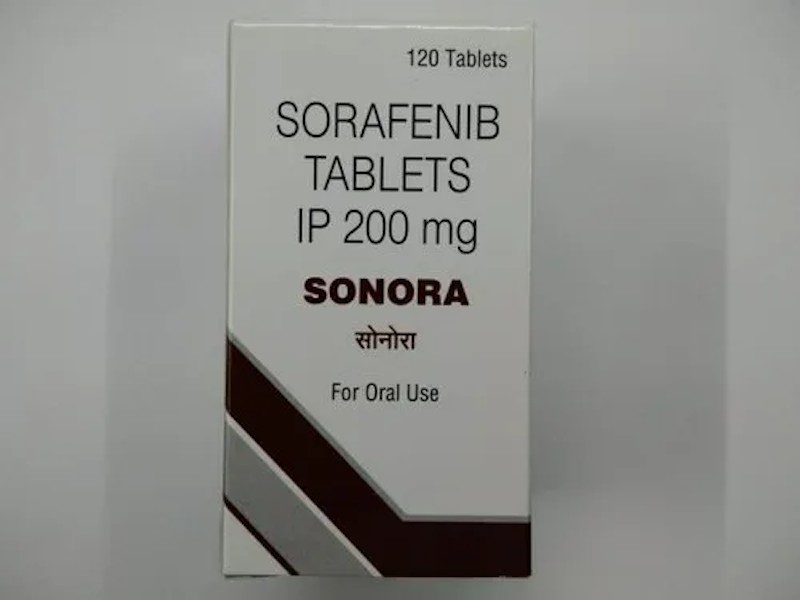 120 Tablets
SORAFENIB
TABLETS
IP 200 mg
SONORA
सोनोरा
For Oral Use